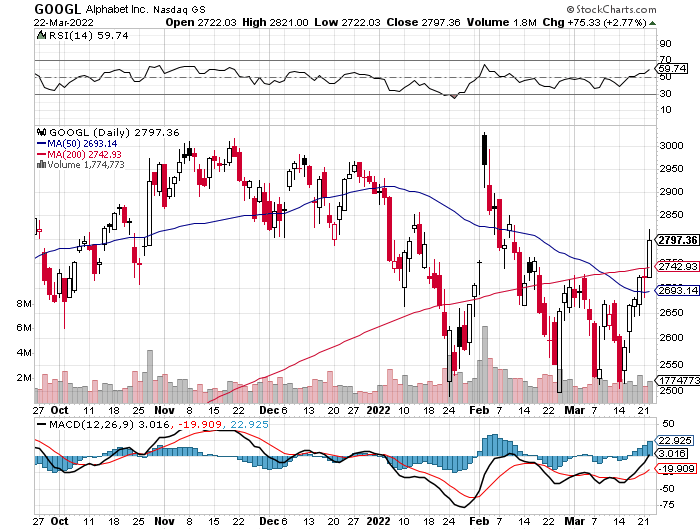 GOOGL Alphabet Inc. Nasdaq GS © StockCharts.com
22-Mar-2022 Open 2722.03 High 2821.00 Low 2722.03 Close 2797.36 Volume 1.8M Chg +75.33 (+2.77%)
RSI(14) 59.74
90
70
59.74
50
30
10
GOOGL (Daily) 2797.36
MA(50) 2693.14
MA(200) 2742.93
Volume 1,774,773
3000
2950
2900
2850
2797.36
2742.93
2693.14
2650
2600
2550
2500
8M
6M
4M
2M
1774773
27 Oct 11 18 25 Nov 8 15 22 Dec 6 13 20 27 2022 10 18 24 Feb 7 14 22 Mar 7 14 21
MACD(12,26,9) 3.016, -19.909, 22.925
50
22.925
3.016
-19.909
-50
-75
27 Oct 11 18 25 Nov 8 15 22 Dec 6 13 20 27 2022 10 18 24 Feb 7 14 22 Mar 7 14 21